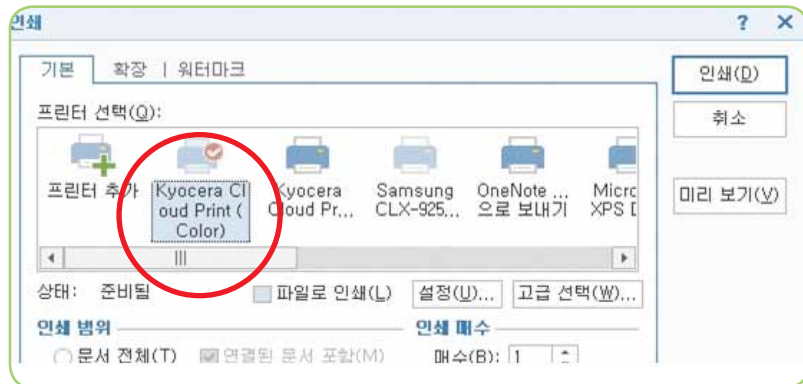 인쇄
? ×
기본 확장 | 워터마크
프린터 선택(Q):
프린터 추가
Kyocera Cl
oud Print (
Color)
Kyocera
Cloud Pr...
Samsung
CLX-925...
OneNote ...
으로 보내기
Micro
XPS D
상태: 준비됨
파일로 인쇄(L)
설정(U)...
고급 선택(W)...
인쇄 범위
인쇄 매수
문서 전체(T)
연결된 문서 포함(M)
매수(B): 1
인쇄(D)
취소
미리 보기(V)